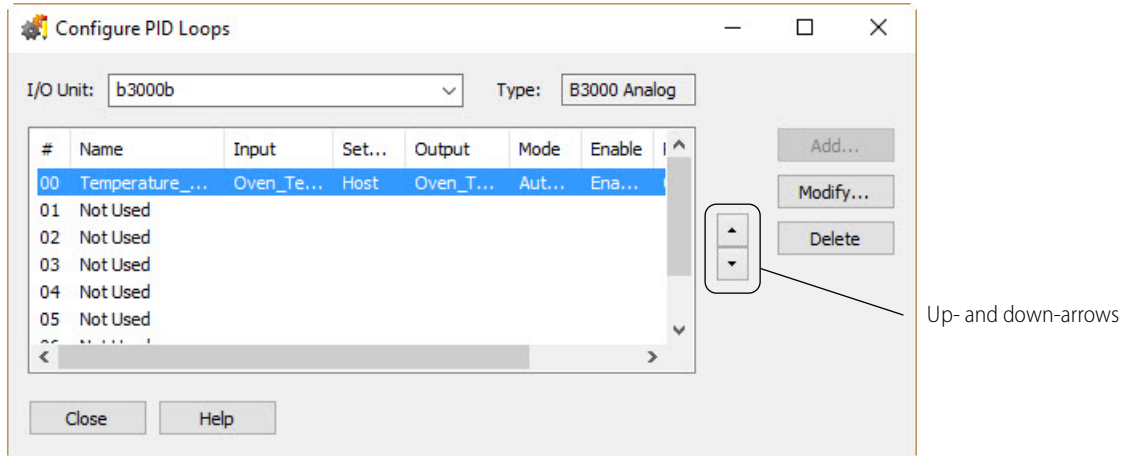 Configure PID Loops
I/O Unit: b3000b Type: B3000 Analog
# Name Input Set... Output Mode Enable
00 Temperature_... Oven_Te... Host Oven_T... Aut... Ena...
01 Not Used
02 Not Used
03 Not Used
04 Not Used
05 Not Used
Add...
Modify...
Delete
Up- and down-arrows
Close Help